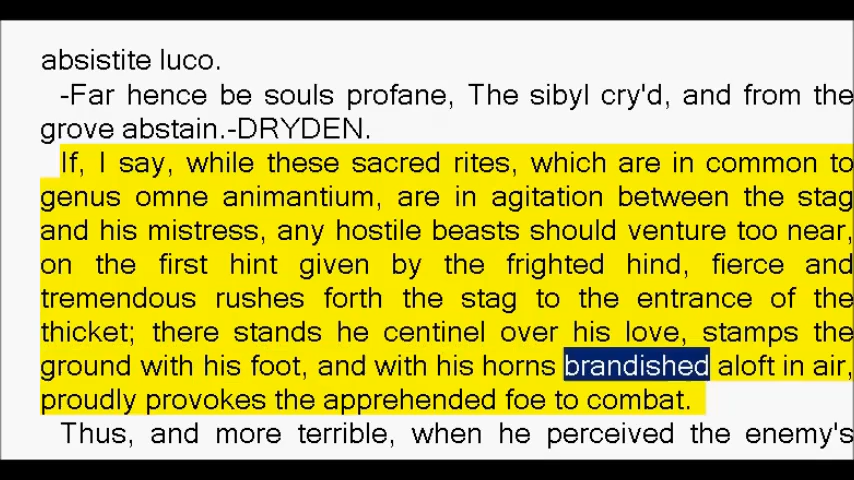 absistite luco.
-Far hence be souls profane, The sibyl cry'd, and from the
grove abstain.-DRYDEN.
If, I say, while these sacred rites, which are in common to
genus omne animantium, are in agitation between the stag
and his mistress, any hostile beasts should venture too near,
on the first hint given by the frighted hind, fierce and
tremendous rushes forth the stag to the entrance of the
thicket; there stands he centinel over his love, stamps the
ground with his foot, and with his horns brandished aloft in air,
proudly provokes the apprehended foe to combat.
Thus, and more terrible, when he perceived the enemy's